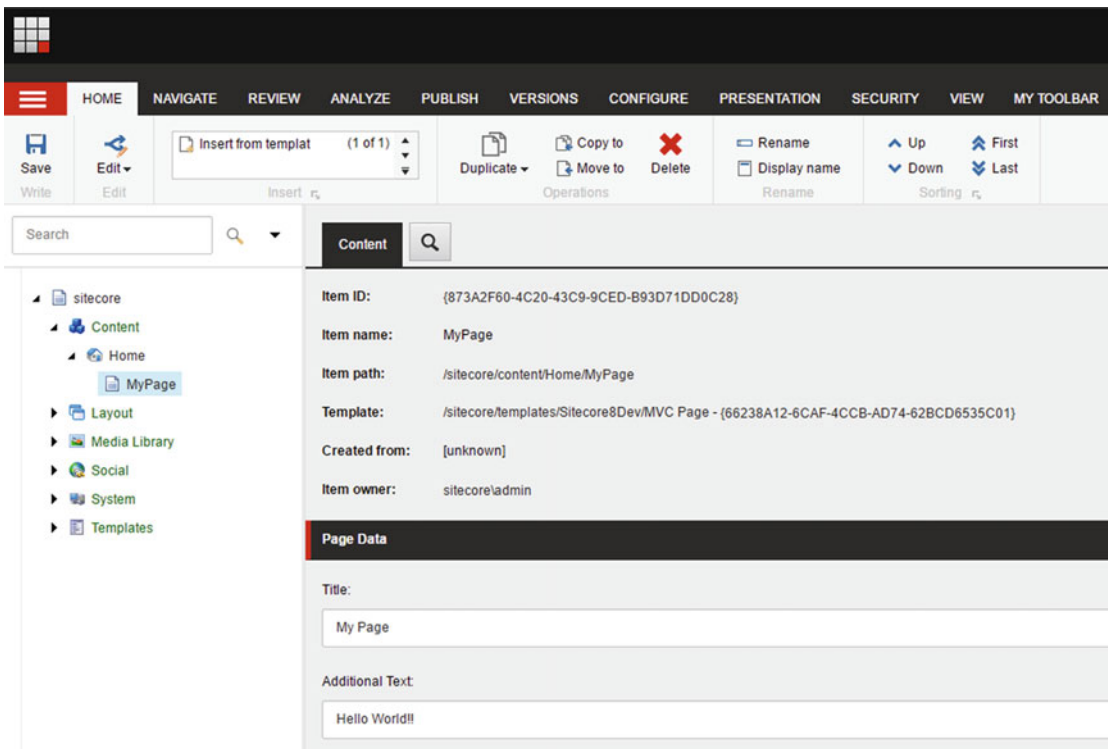 HOME NAVIGATE REVIEW ANALYZE PUBLISH VERSIONS CONFIGURE PRESENTATION SECURITY VIEW MY TOOLBAR
Save
Write
Edit
Edit
Insert from templat (1 of 1)
Insert
Duplicate
Copy to
Move to
Delete
Operations
Rename
Display name
Rename
Up
Down
First
Last
Sorting
Search
sitecore
Content
Home
MyPage
Layout
Media Library
Social
System
Templates
Content
Item ID: {873A2F60-4C20-43C9-9CED-B93D71DD0C28}
Item name: MyPage
Item path: /sitecore/content/Home/MyPage
Template: /sitecore/templates/Sitecore8Dev/MVC Page - {66238A12-6CAF-4CCB-AD74-62BCD6535C01}
Created from: [unknown]
Item owner: sitecore\admin
Page Data
Title:
My Page
Additional Text:
Hello World!!